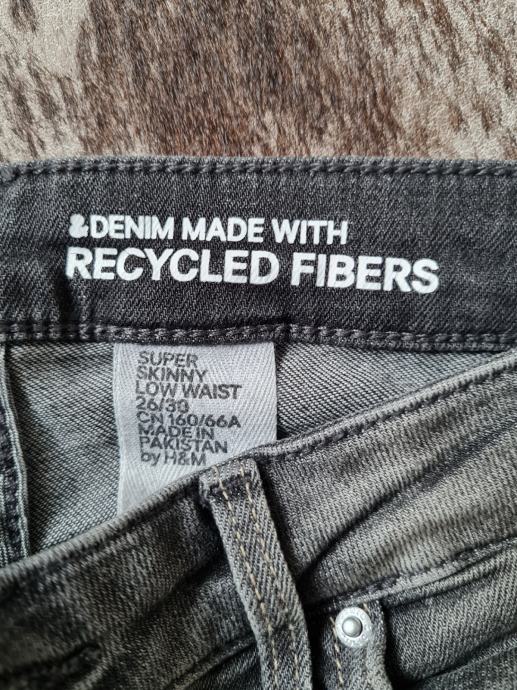 &DENIM MADE WITH
RECYCLED FIBERS
SUPER
SKINNY
LOW WAIST
26/30
CN 160/66A
MADE IN
PAKISTAN
by H&M